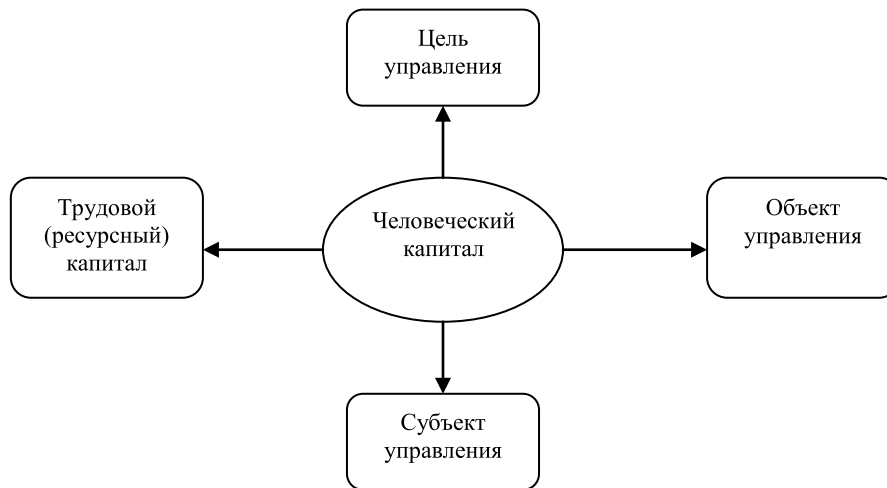 Цель
управления
Трудовой
(ресурсный)
капитал
Человеческий
капитал
Объект
управления
Субъект
управления